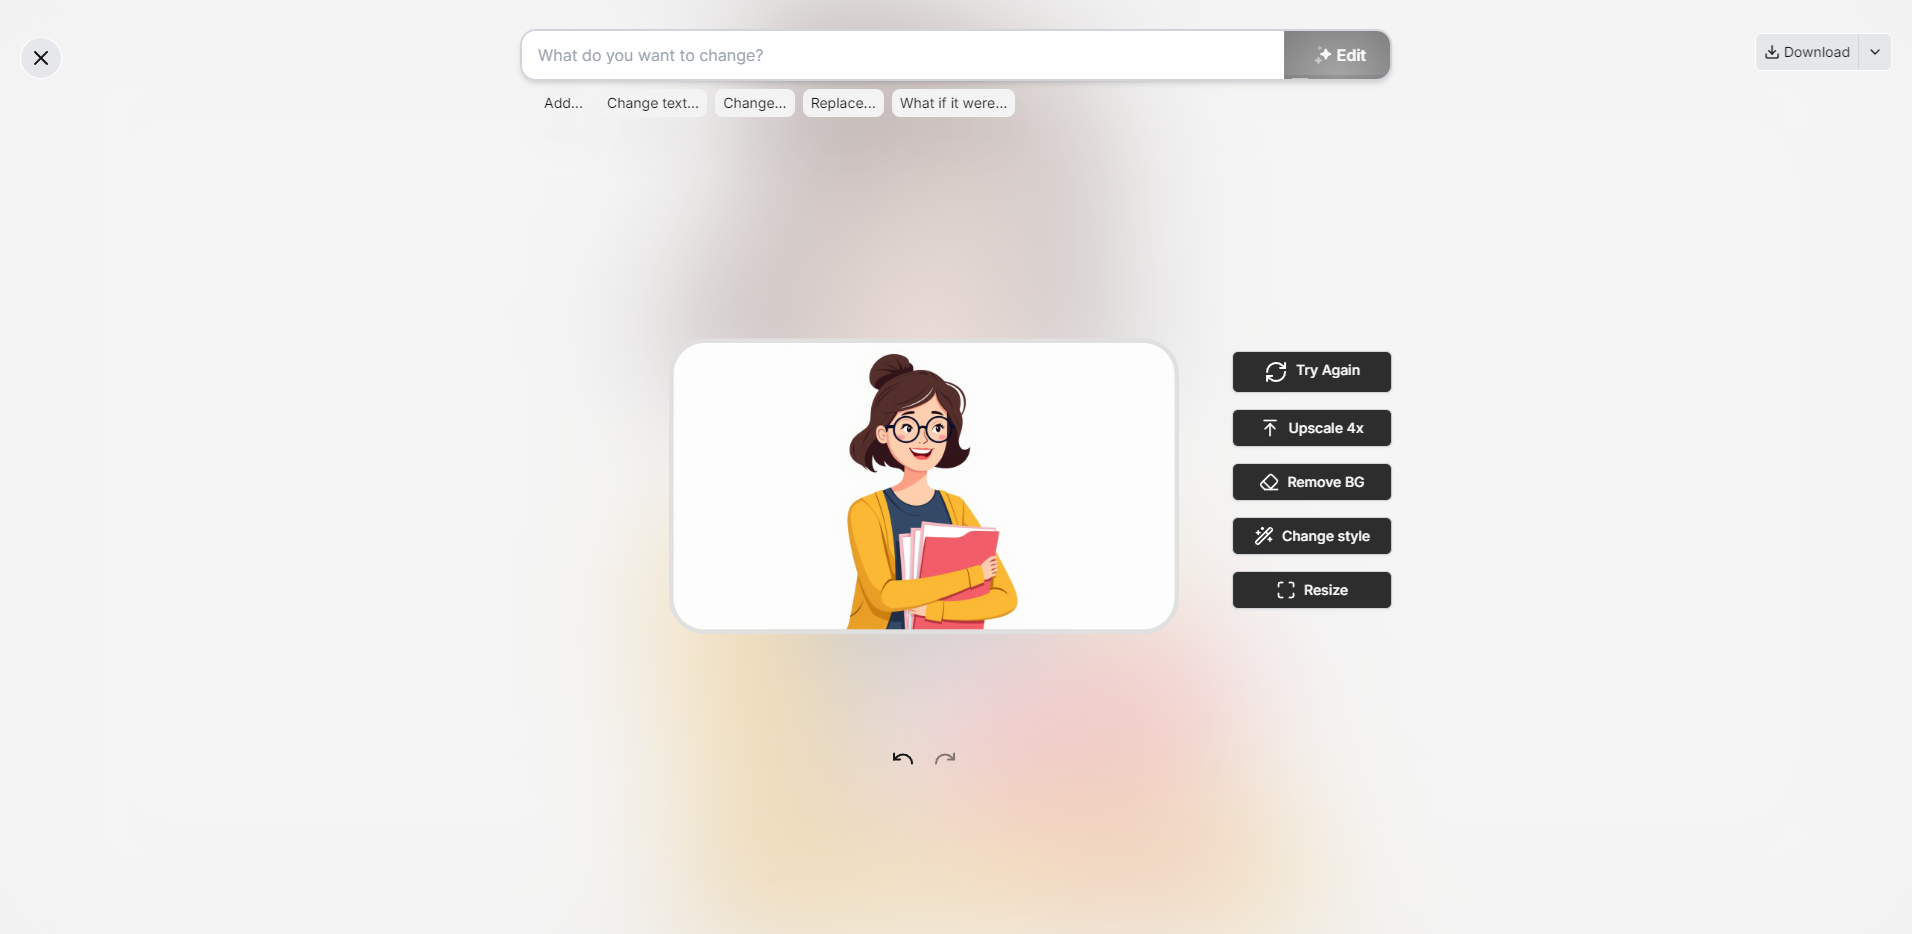 What do you want to change?
Edit
Download
Add...
Change text...
Change...
Replace...
What if it were...
Try Again
Upscale 4x
Remove BG
Change style
Resize